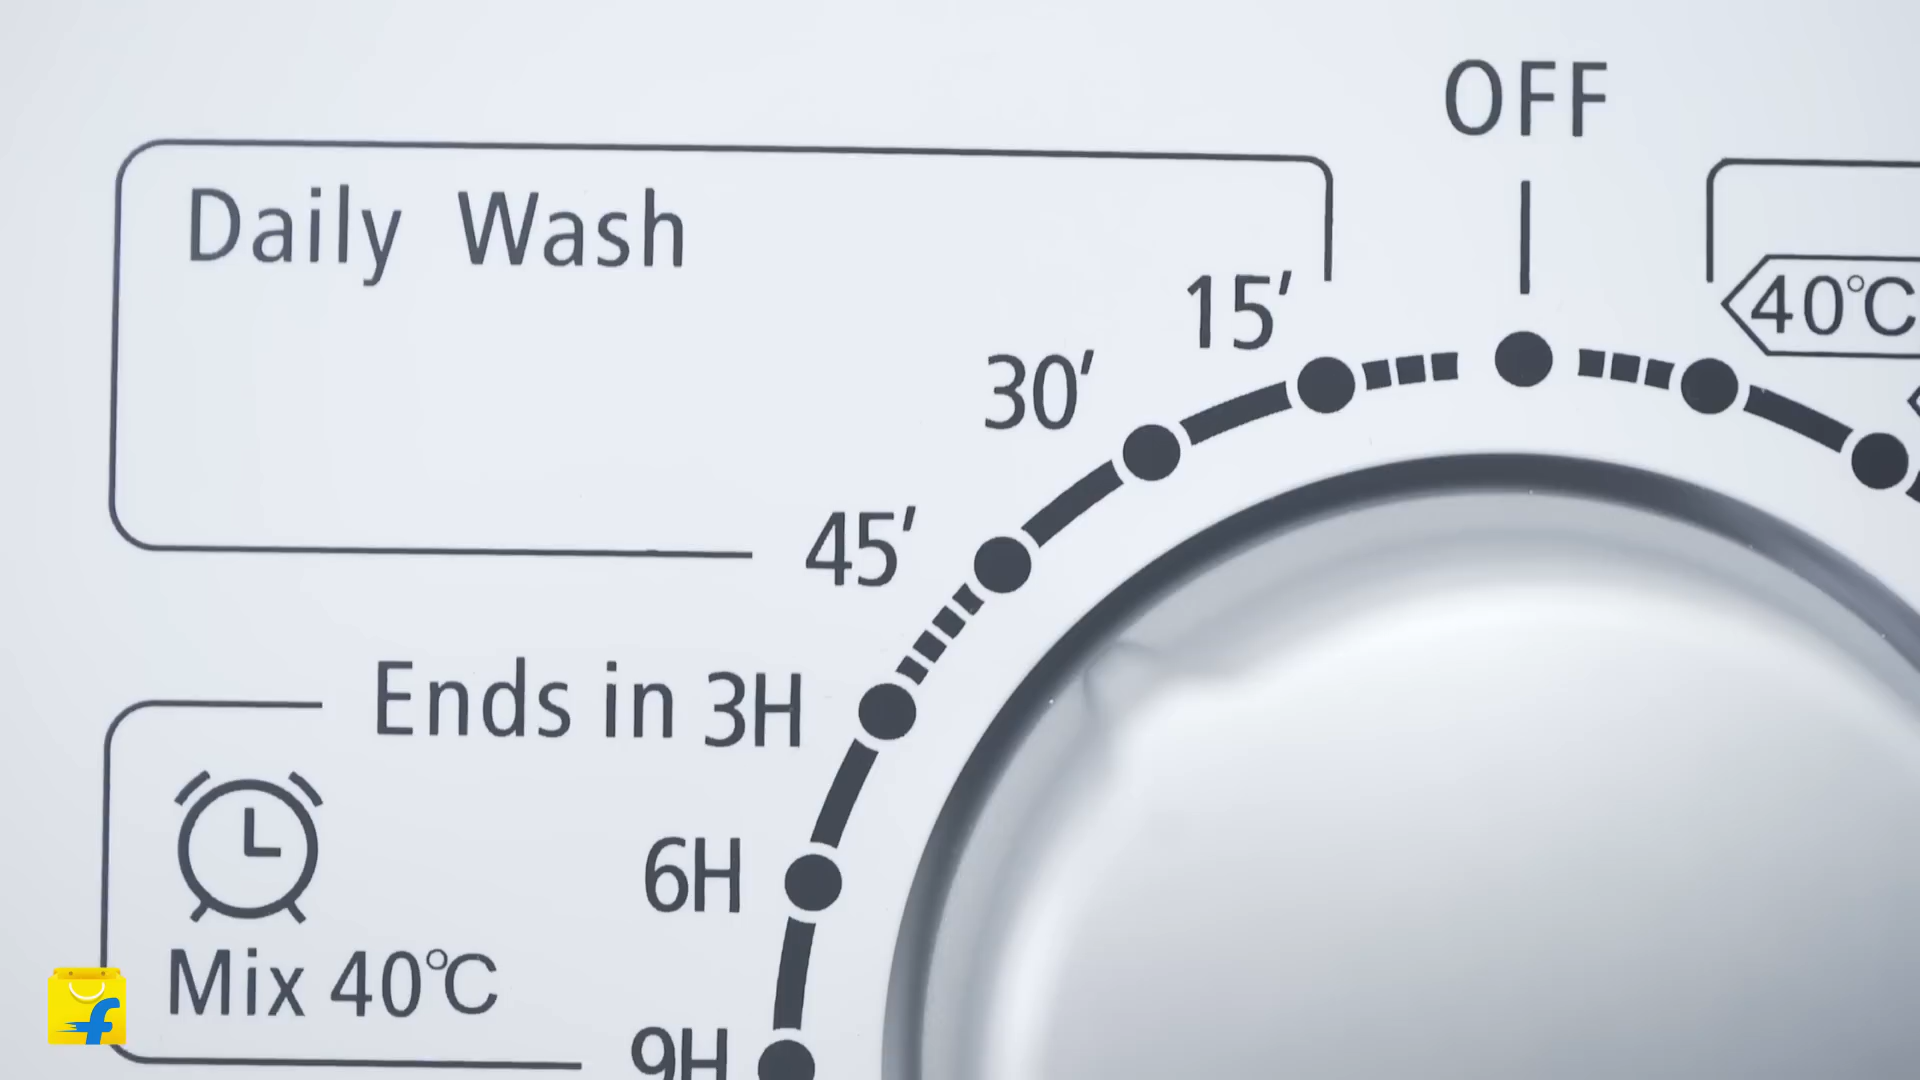 OFF
Daily Wash
40℃
15′
30′
45′
Ends in 3H
6H
Mix 40℃
9H
f